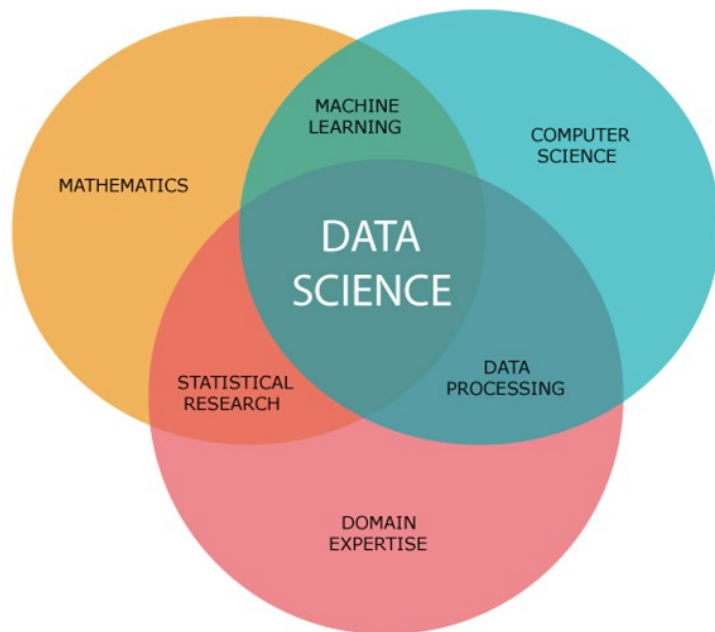 MACHINE
LEARNING
COMPUTER
SCIENCE
MATHEMATICS
DATA
SCIENCE
STATISTICAL
RESEARCH
DATA
PROCESSING
DOMAIN
EXPERTISE